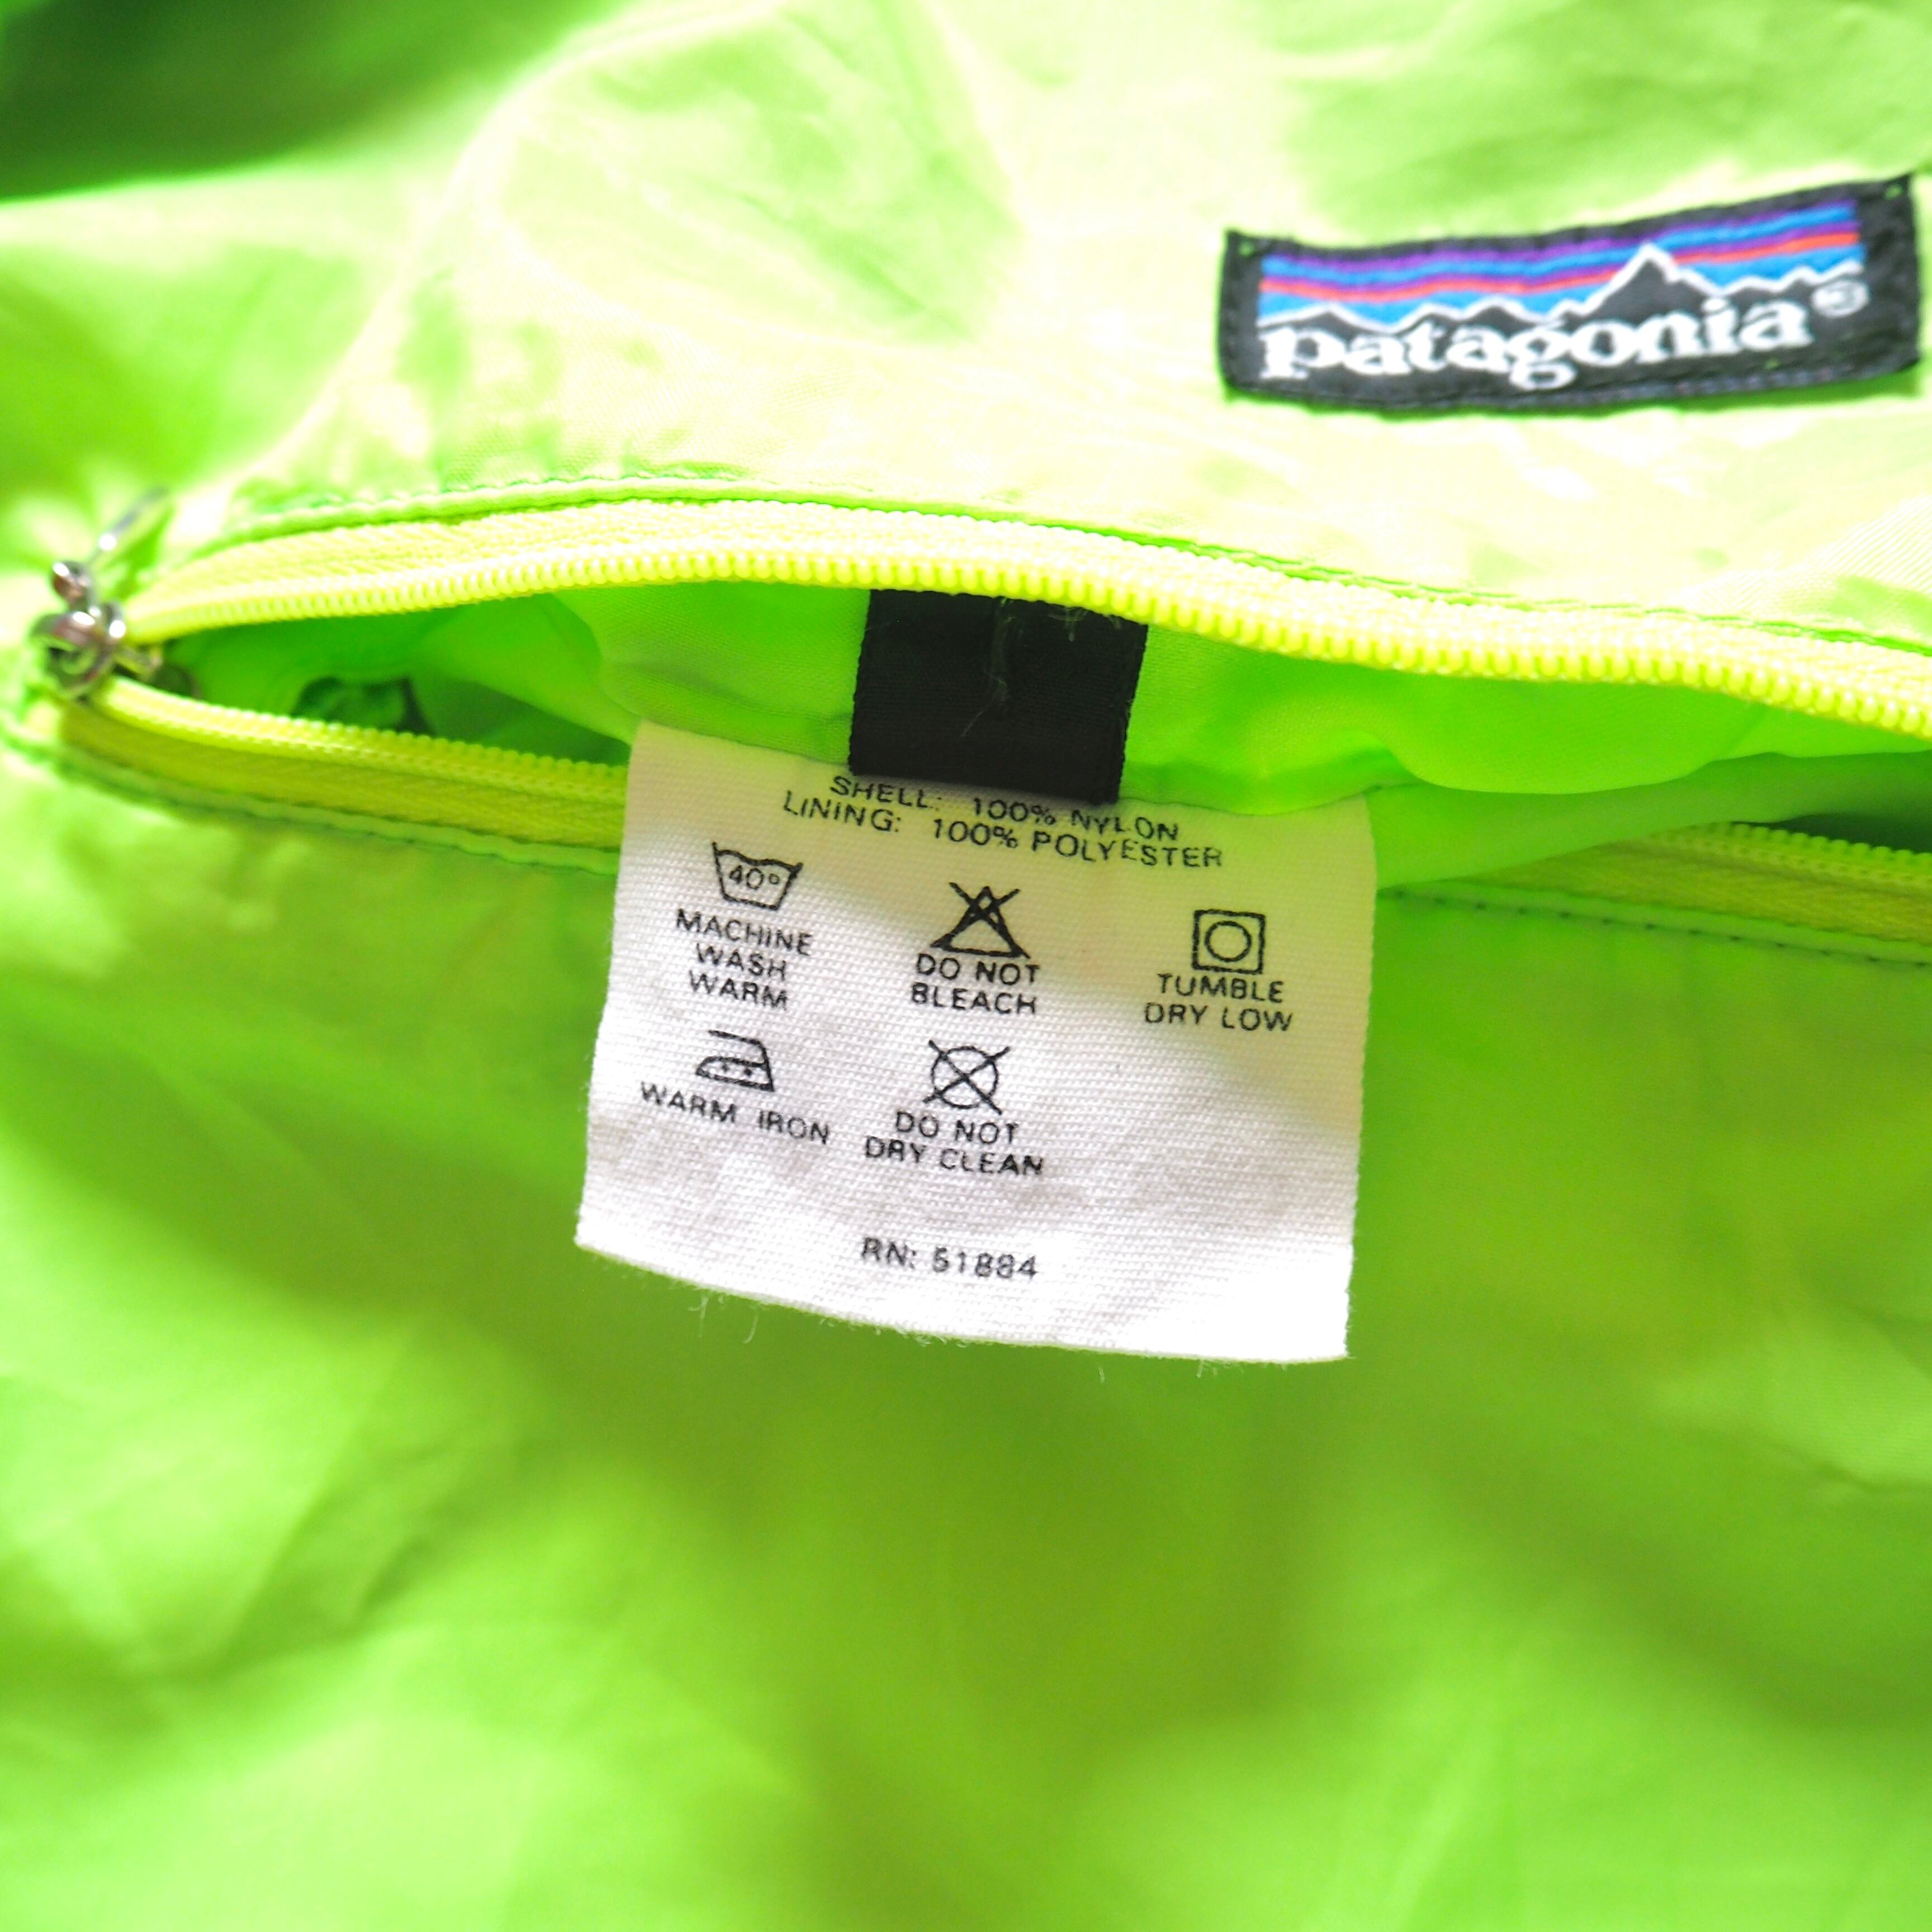 patagonia®
SHELL: 100% NYLON
LINING: 100% POLYESTER
40°
MACHINE
WASH
WARM
DO NOT
BLEACH
TUMBLE
DRY LOW
WARM IRON
DO NOT
DRY CLEAN
RN: 51884